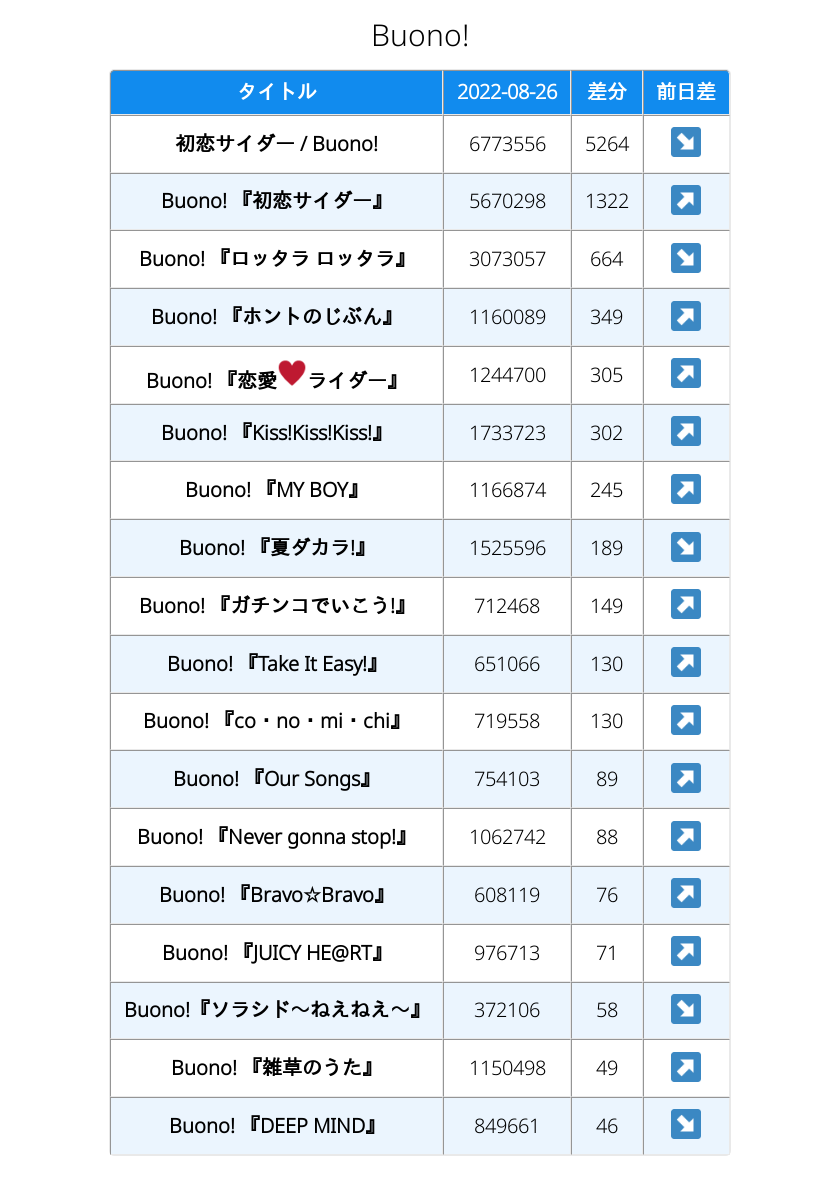 Buono!
タイトル 2022-08-26 差分 前日差
初恋サイダー / Buono! 6773556 5264 ↘
Buono! 『初恋サイダー』 5670298 1322 ↗
Buono! 『ロッタラ ロッタラ』 3073057 664 ↘
Buono! 『ホントのじぶん』 1160089 349 ↗
Buono! 『恋愛♥ライダー』 1244700 305 ↗
Buono! 『Kiss!Kiss!Kiss!』 1733723 302 ↗
Buono! 『MY BOY』 1166874 245 ↗
Buono! 『夏ダカラ!』 1525596 189 ↘
Buono! 『ガチンコでいこう!』 712468 149 ↗
Buono! 『Take It Easy!』 651066 130 ↗
Buono! 『co・no・mi・chi』 719558 130 ↗
Buono! 『Our Songs』 754103 89 ↗
Buono! 『Never gonna stop!』 1062742 88 ↗
Buono! 『Bravo☆Bravo』 608119 76 ↗
Buono! 『JUICY HE@RT』 976713 71 ↗
Buono!『ソラシド～ねえねえ～』 372106 58 ↘
Buono! 『雑草のうた』 1150498 49 ↗
Buono! 『DEEP MIND』 849661 46 ↘